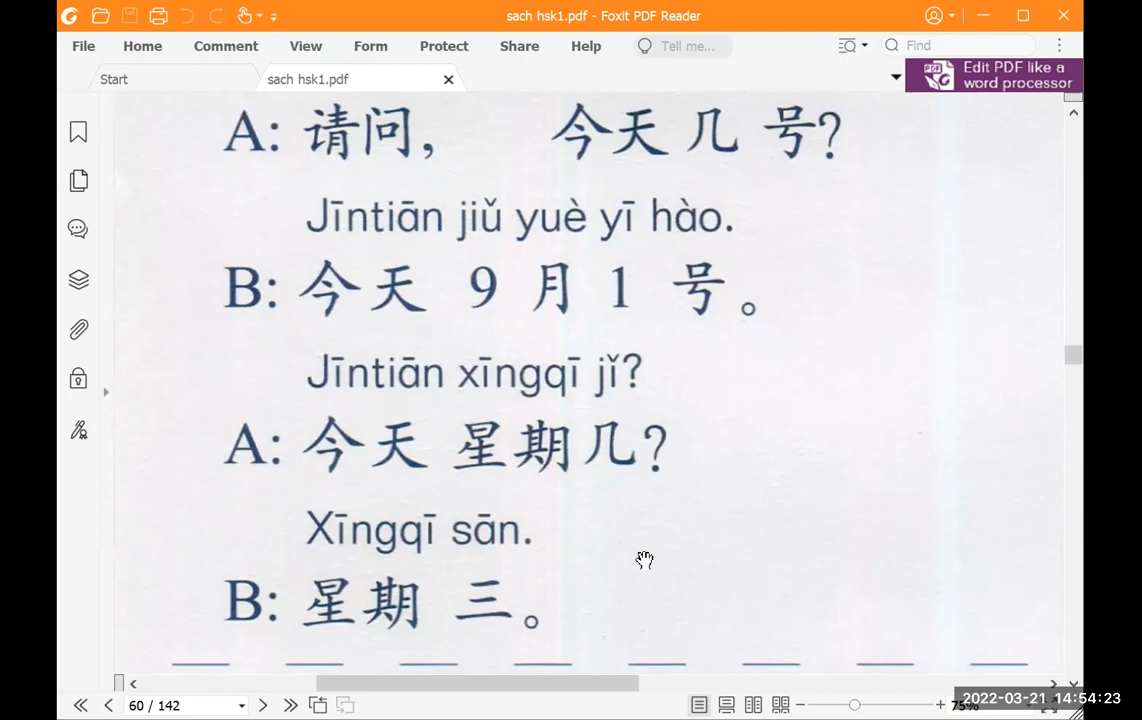 sach hsk1.pdf - Foxit PDF Reader
File Home Comment View Form Protect Share Help Tell me... Find
Start sach hsk1.pdf Edit PDF like a word processor
A: 请问, 今天 几 号?
Jīntiān jiǔ yuè yī hào.
B: 今天 9 月 1 号。
Jīntiān xīngqī jǐ?
A: 今天 星期几?
Xīngqī sān.
B: 星期 三。
60 / 142 75%
2022-03-21 14:54:23